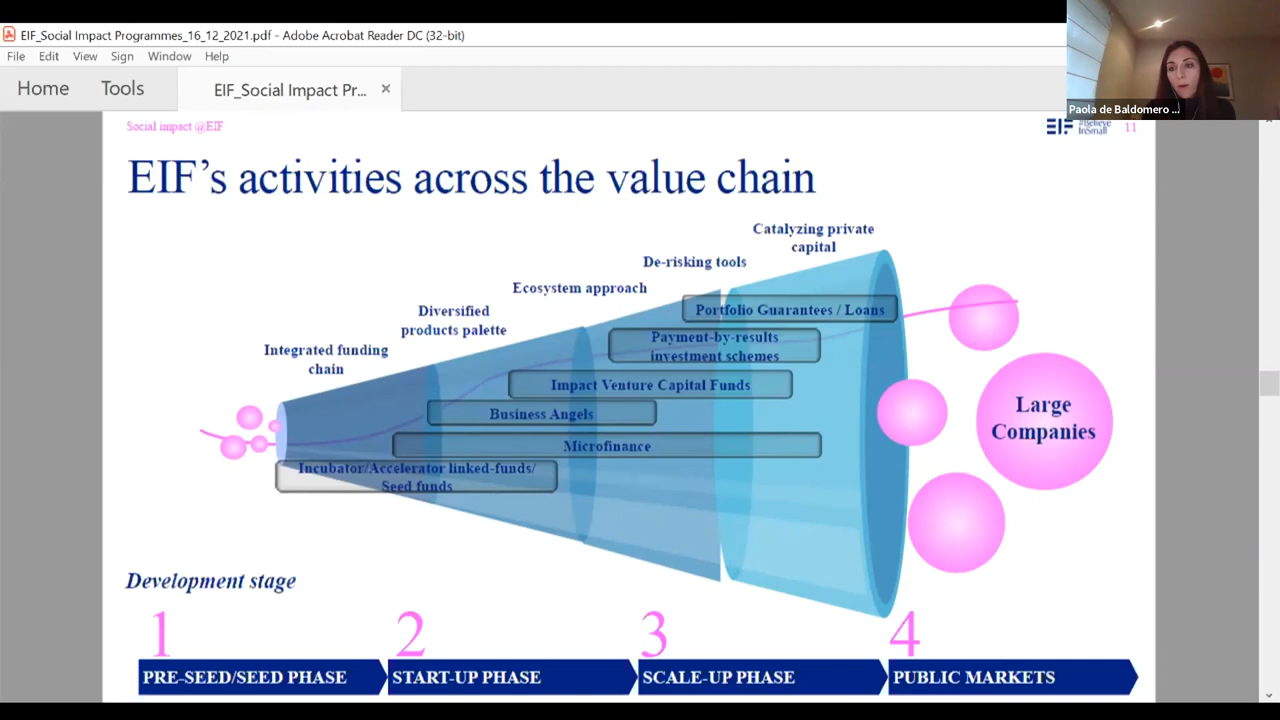 EIF_Social Impact Programmes_16_12_2021.pdf - Adobe Acrobat Reader DC (32-bit)
File Edit View Sign Window Help
Home Tools EIF_Social Impact Pr... ×
Paola de Baldomero ...
Social impact @EIF
EIF #Believe
InSmall
11
EIF’s activities across the value chain
Catalyzing private
capital
De-risking tools
Ecosystem approach
Diversified
products palette
Integrated funding
chain
Portfolio Guarantees / Loans
Payment-by-results
investment schemes
Impact Venture Capital Funds
Business Angels
Microfinance
Incubator/Accelerator linked-funds/
Seed funds
Large
Companies
Development stage
1 2 3 4
PRE-SEED/SEED PHASE START-UP PHASE SCALE-UP PHASE PUBLIC MARKETS